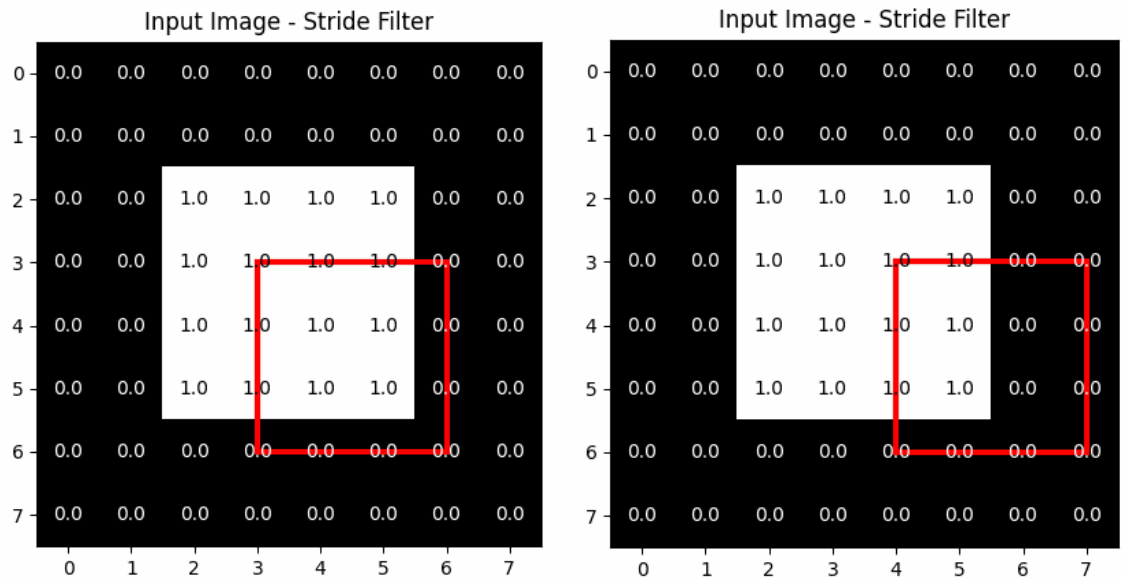 Input Image - Stride Filter
0 0.0 0.0 0.0 0.0 0.0 0.0 0.0 0.0
1 0.0 0.0 0.0 0.0 0.0 0.0 0.0 0.0
2 0.0 0.0 1.0 1.0 1.0 1.0 0.0 0.0
3 0.0 0.0 1.0 1.0 1.0 1.0 0.0 0.0
4 0.0 0.0 1.0 1.0 1.0 1.0 0.0 0.0
5 0.0 0.0 1.0 1.0 1.0 1.0 0.0 0.0
6 0.0 0.0 0.0 0.0 0.0 0.0 0.0 0.0
7 0.0 0.0 0.0 0.0 0.0 0.0 0.0 0.0
0 1 2 3 4 5 6 7
Input Image - Stride Filter
0 0.0 0.0 0.0 0.0 0.0 0.0 0.0 0.0
1 0.0 0.0 0.0 0.0 0.0 0.0 0.0 0.0
2 0.0 0.0 1.0 1.0 1.0 1.0 0.0 0.0
3 0.0 0.0 1.0 1.0 1.0 1.0 0.0 0.0
4 0.0 0.0 1.0 1.0 1.0 1.0 0.0 0.0
5 0.0 0.0 1.0 1.0 1.0 1.0 0.0 0.0
6 0.0 0.0 0.0 0.0 0.0 0.0 0.0 0.0
7 0.0 0.0 0.0 0.0 0.0 0.0 0.0 0.0
0 1 2 3 4 5 6 7